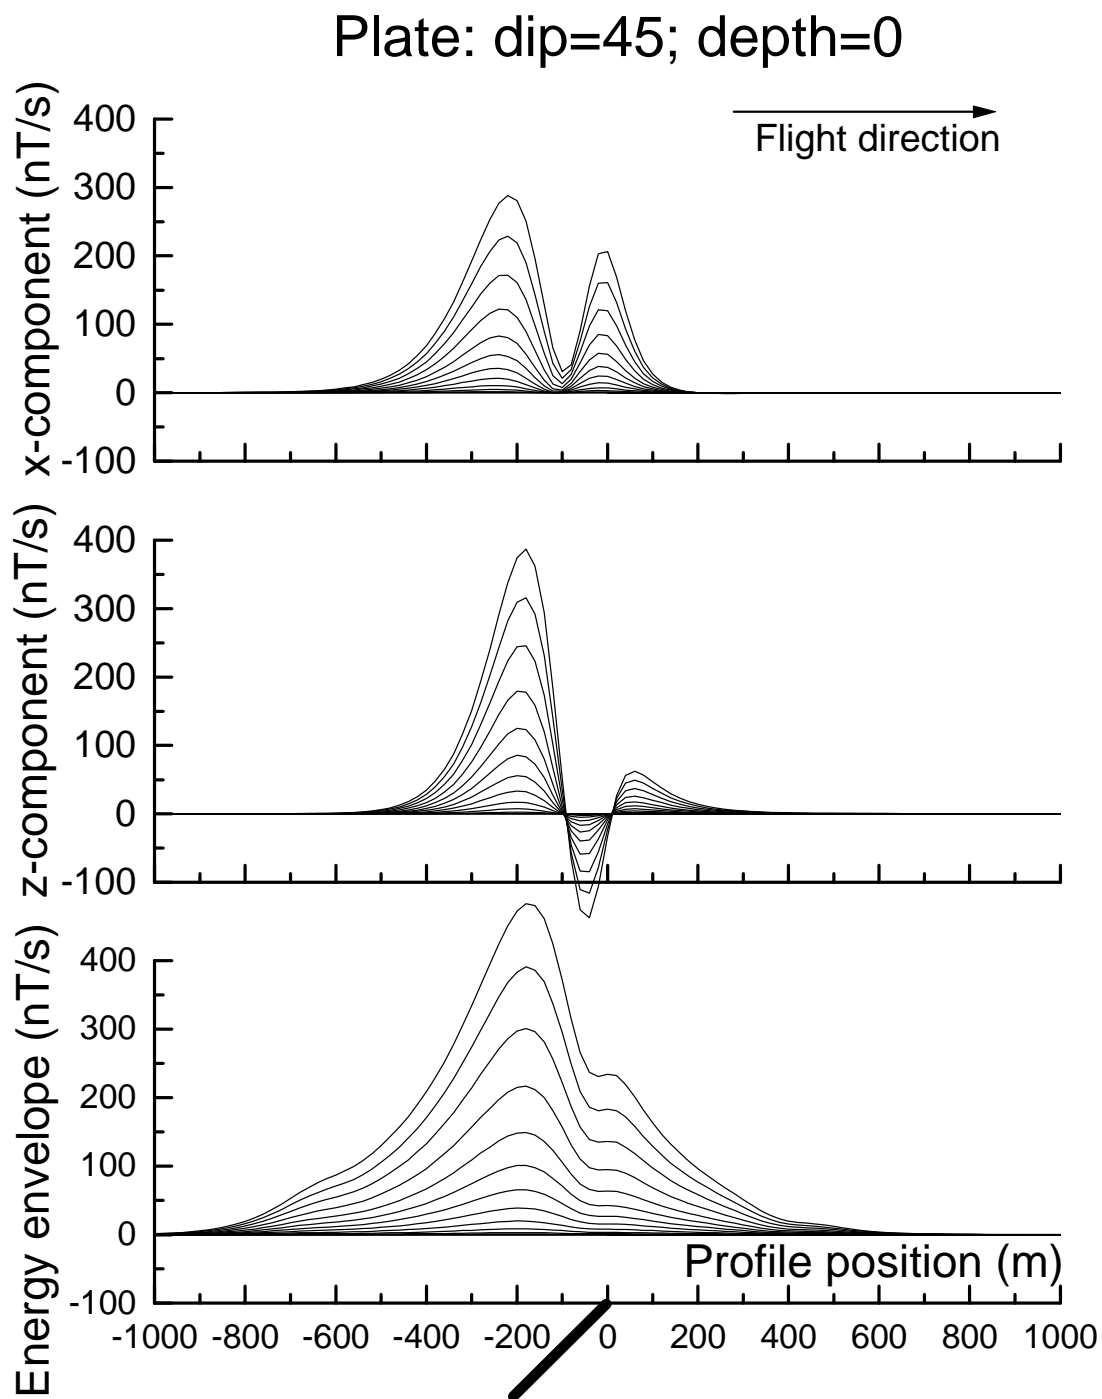 Plate: dip=45; depth=0
Flight direction
x-component (nT/s)
400
300
200
100
0
-100
z-component (nT/s)
400
300
200
100
0
-100
Energy envelope (nT/s)
400
300
200
100
0
-100
Profile position (m)
-1000 -800 -600 -400 -200 0 200 400 600 800 1000